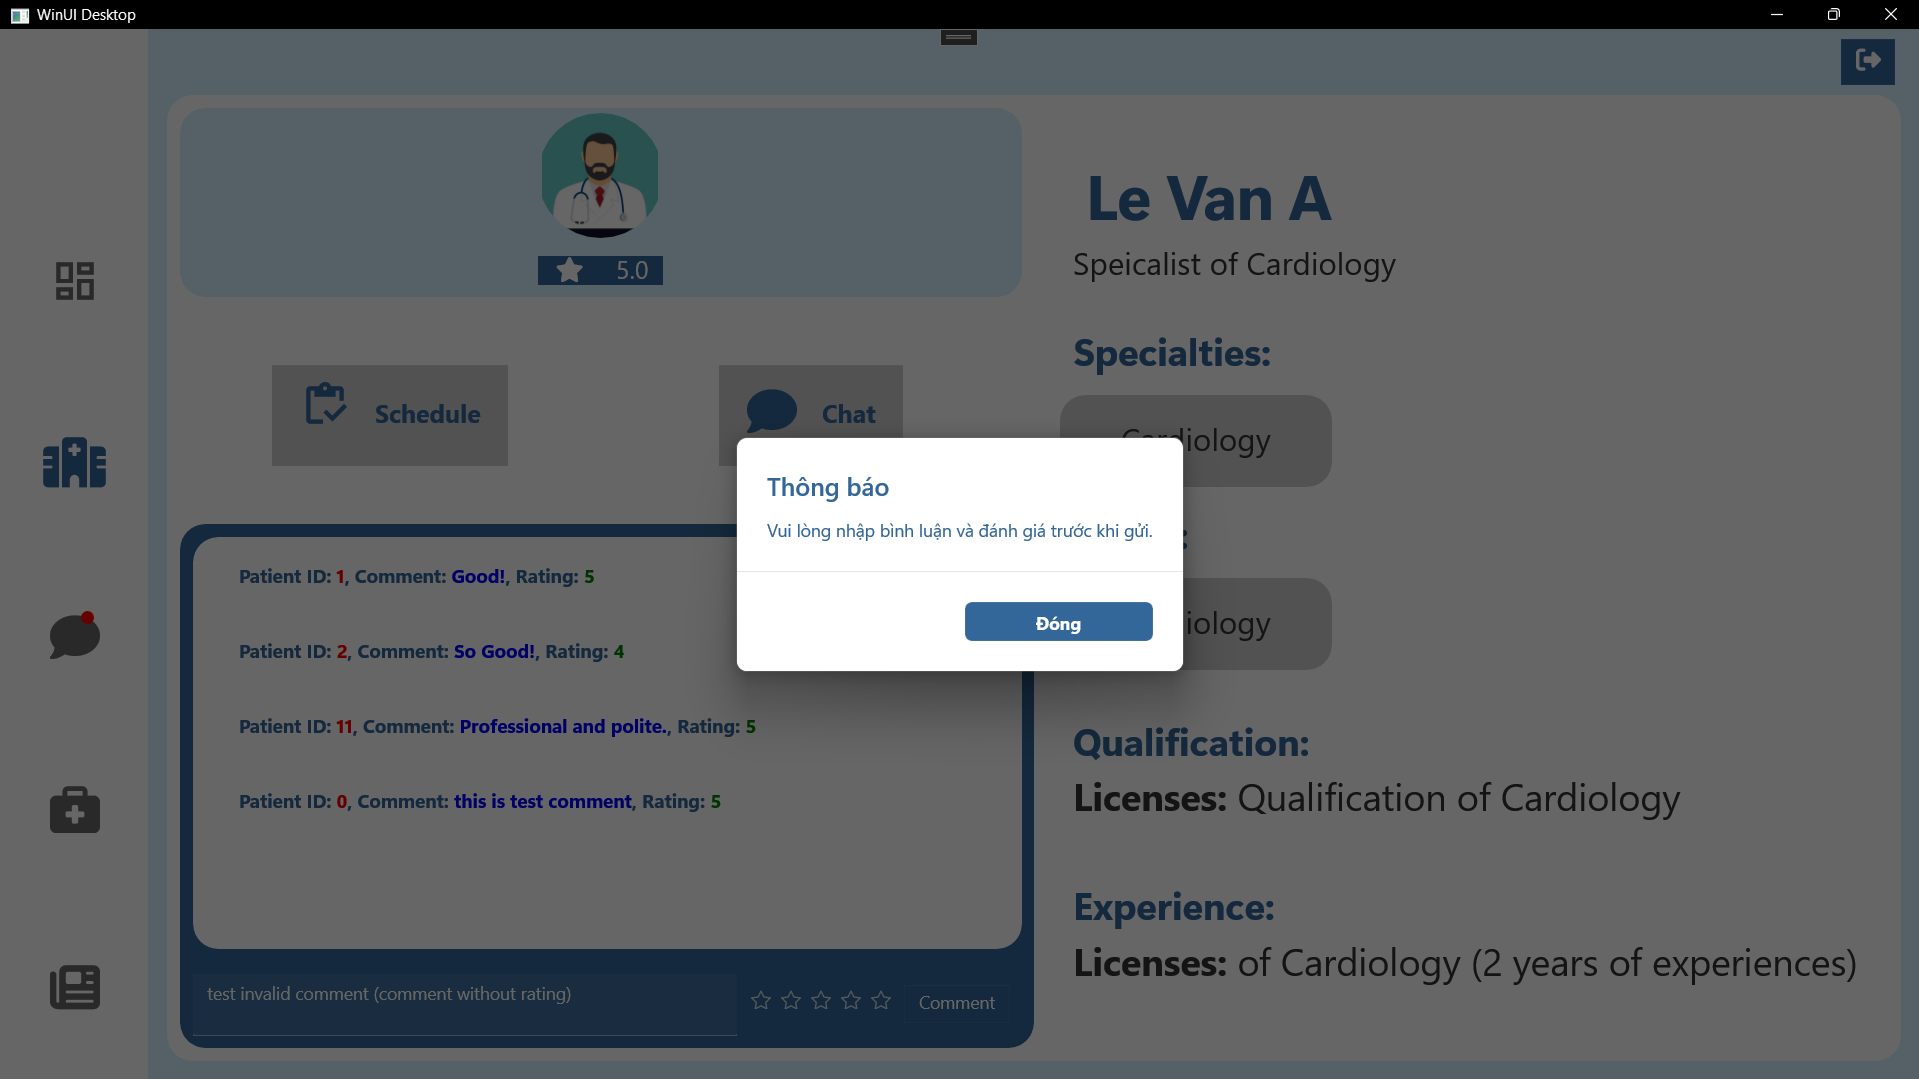 WinUI Desktop
5.0
Schedule
Chat
Le Van A
Speicalist of Cardiology
Specialties:
Cardiology
Thông báo
Vui lòng nhập bình luận và đánh giá trước khi gửi.
Đóng
:
iology
Patient ID: 1, Comment: Good!, Rating: 5
Patient ID: 2, Comment: So Good!, Rating: 4
Patient ID: 11, Comment: Professional and polite., Rating: 5
Patient ID: 0, Comment: this is test comment, Rating: 5
test invalid comment (comment without rating)
Comment
Qualification:
Licenses: Qualification of Cardiology
Experience:
Licenses: of Cardiology (2 years of experiences)